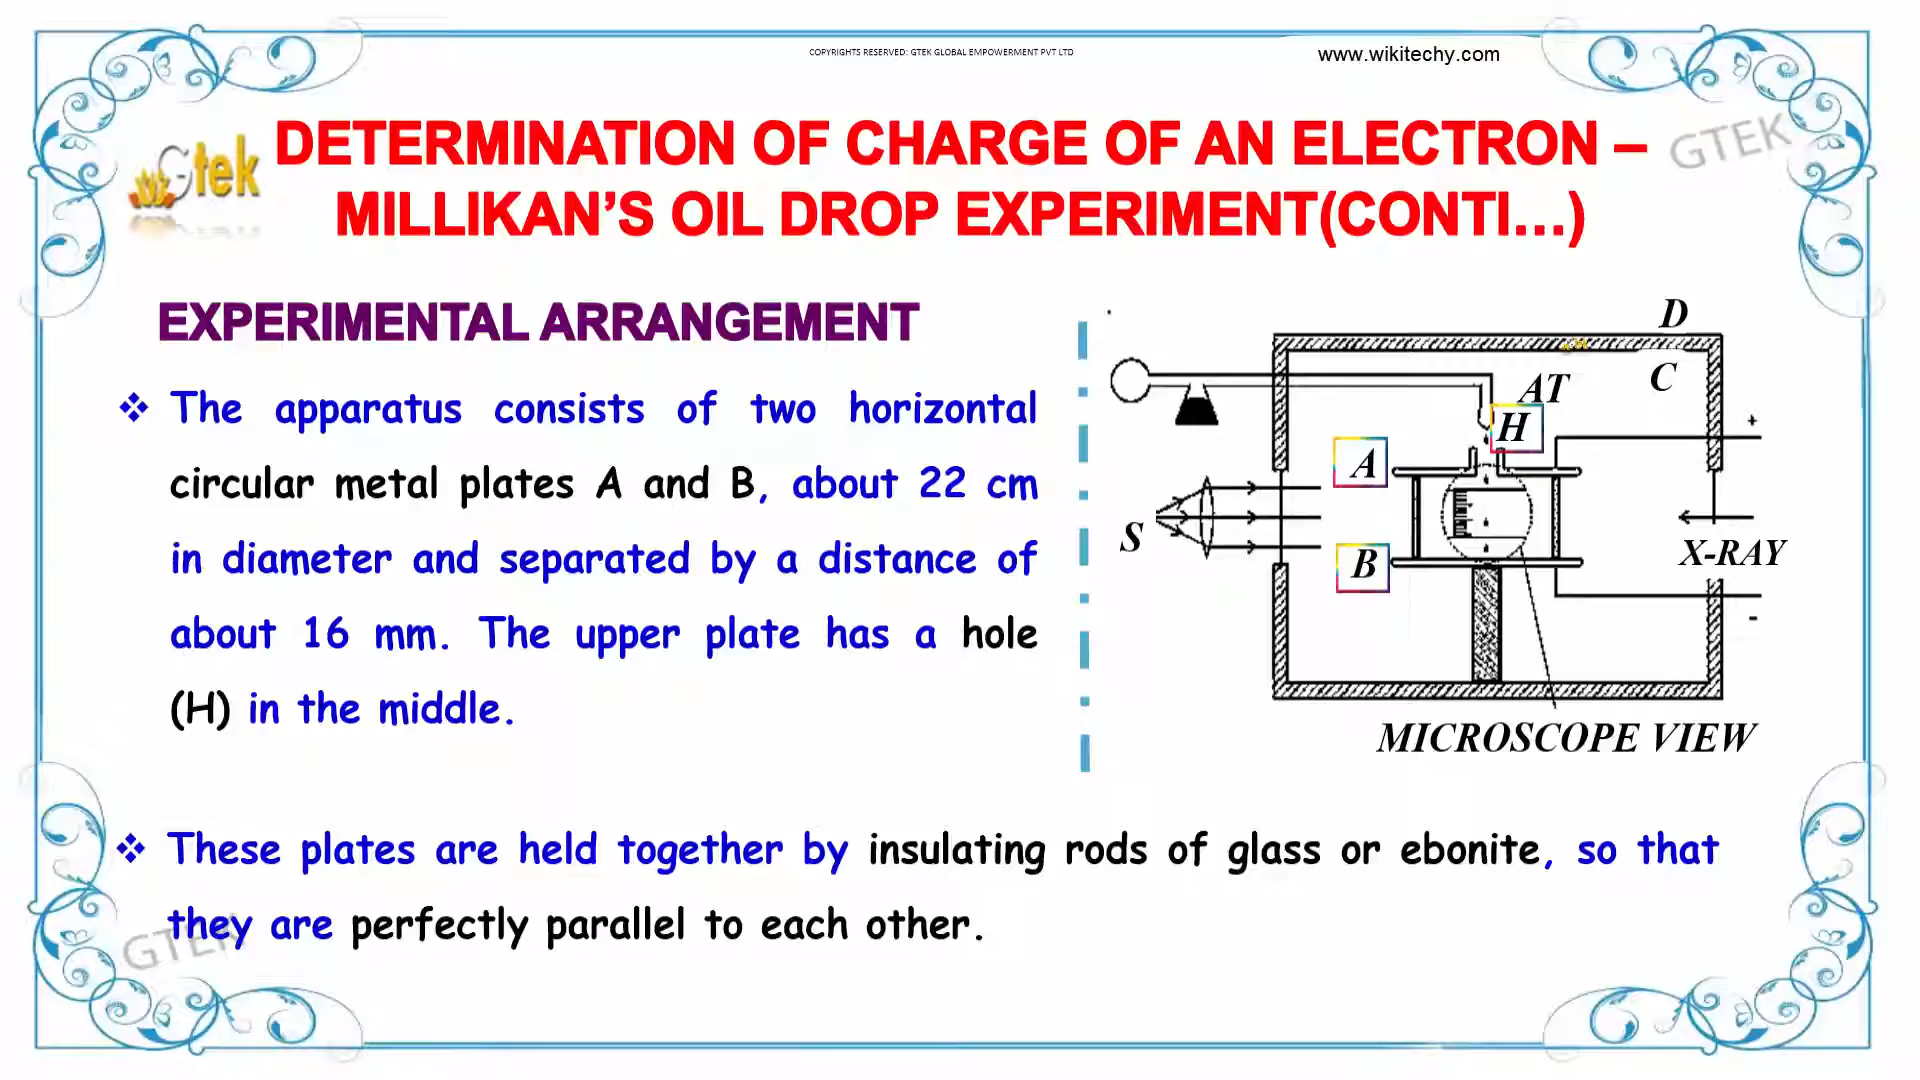 COPYRIGHTS RESERVED: GTEK GLOBAL EMPOWERMENT PVT LTD
www.wikitechy.com
Gtek
DETERMINATION OF CHARGE OF AN ELECTRON –
GTEK
MILLIKAN’S OIL DROP EXPERIMENT(CONTI...)
EXPERIMENTAL ARRANGEMENT
❖ The apparatus consists of two horizontal
circular metal plates A and B, about 22 cm
in diameter and separated by a distance of
about 16 mm. The upper plate has a hole
(H) in the middle.
D
C
AT
H
+
A
S
B
X-RAY
-
MICROSCOPE VIEW
❖ These plates are held together by insulating rods of glass or ebonite, so that
they are perfectly parallel to each other.
GTEK